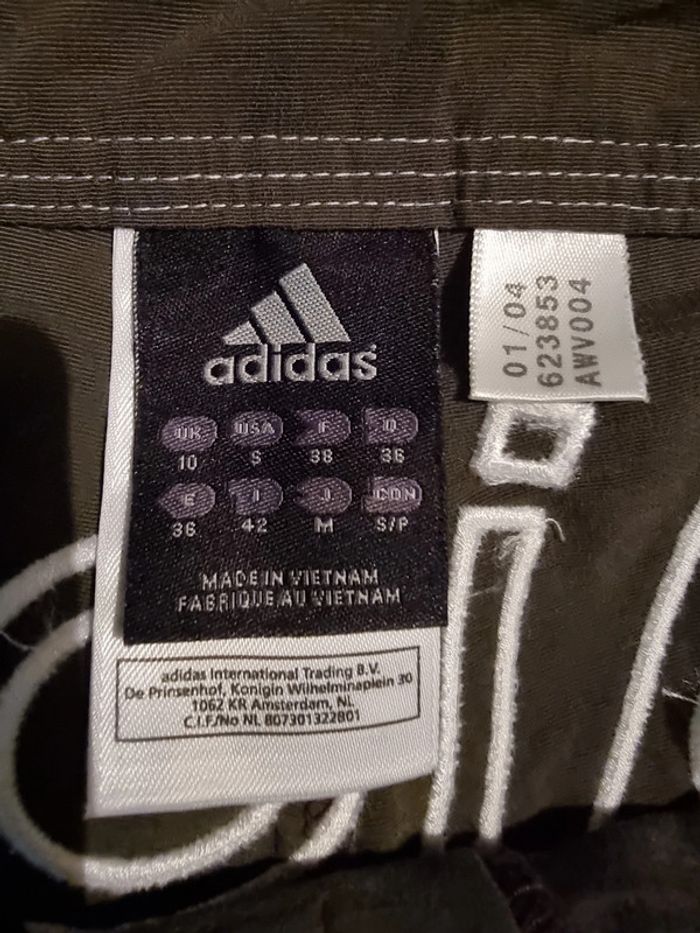 adidas
UK USA F D
10 S 38 36
E I J CDN
36 42 M S/P
MADE IN VIETNAM
FABRIQUE AU VIETNAM
adidas International Trading B.V.
De Prinsenhof, Konigin Wilhelminaplein 30
1062 KR Amsterdam, NL
C.I.F./No NL 807301322B01
01/04
623853
AWV004